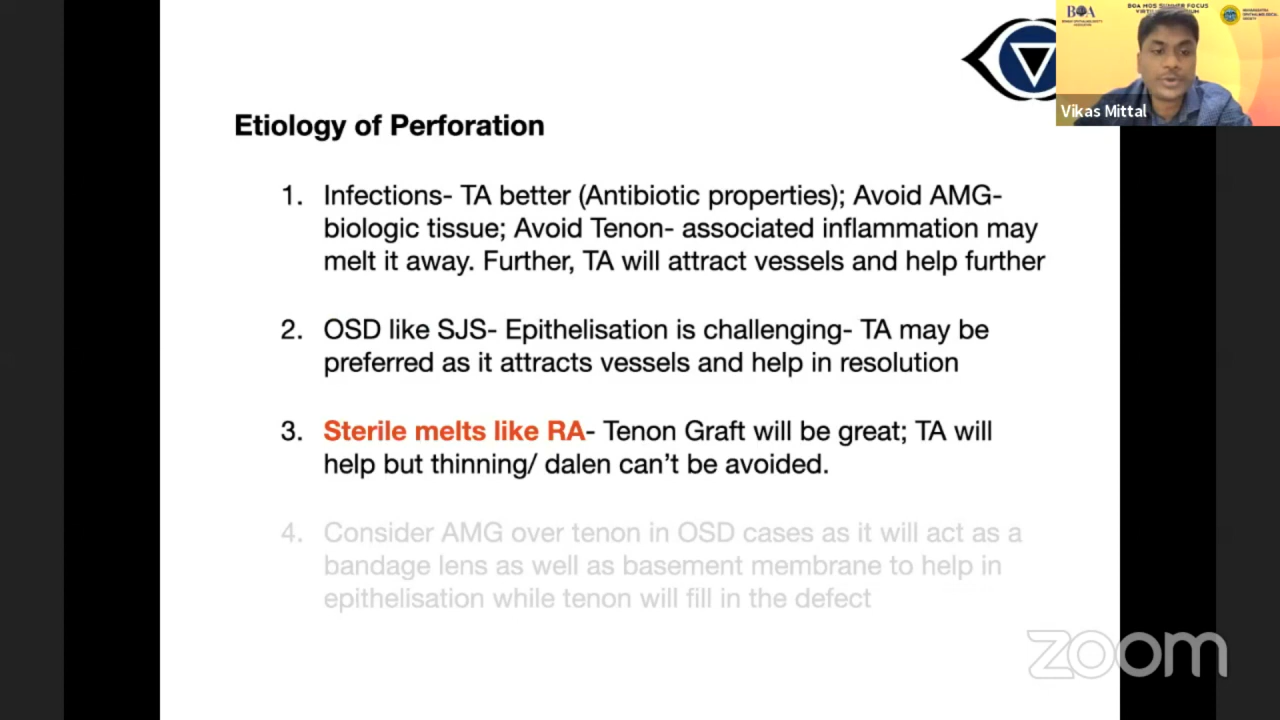 BOA MOS SUMMER FOCUS
BOA
Vikas Mittal
Etiology of Perforation
1. Infections- TA better (Antibiotic properties); Avoid AMG-
biologic tissue; Avoid Tenon- associated inflammation may
melt it away. Further, TA will attract vessels and help further
2. OSD like SJS- Epithelisation is challenging- TA may be
preferred as it attracts vessels and help in resolution
3. Sterile melts like RA- Tenon Graft will be great; TA will
help but thinning/ dalen can’t be avoided.
4. Consider AMG over tenon in OSD cases as it will act as a
bandage lens as well as basement membrane to help in
epithelisation while tenon will fill in the defect
zoom